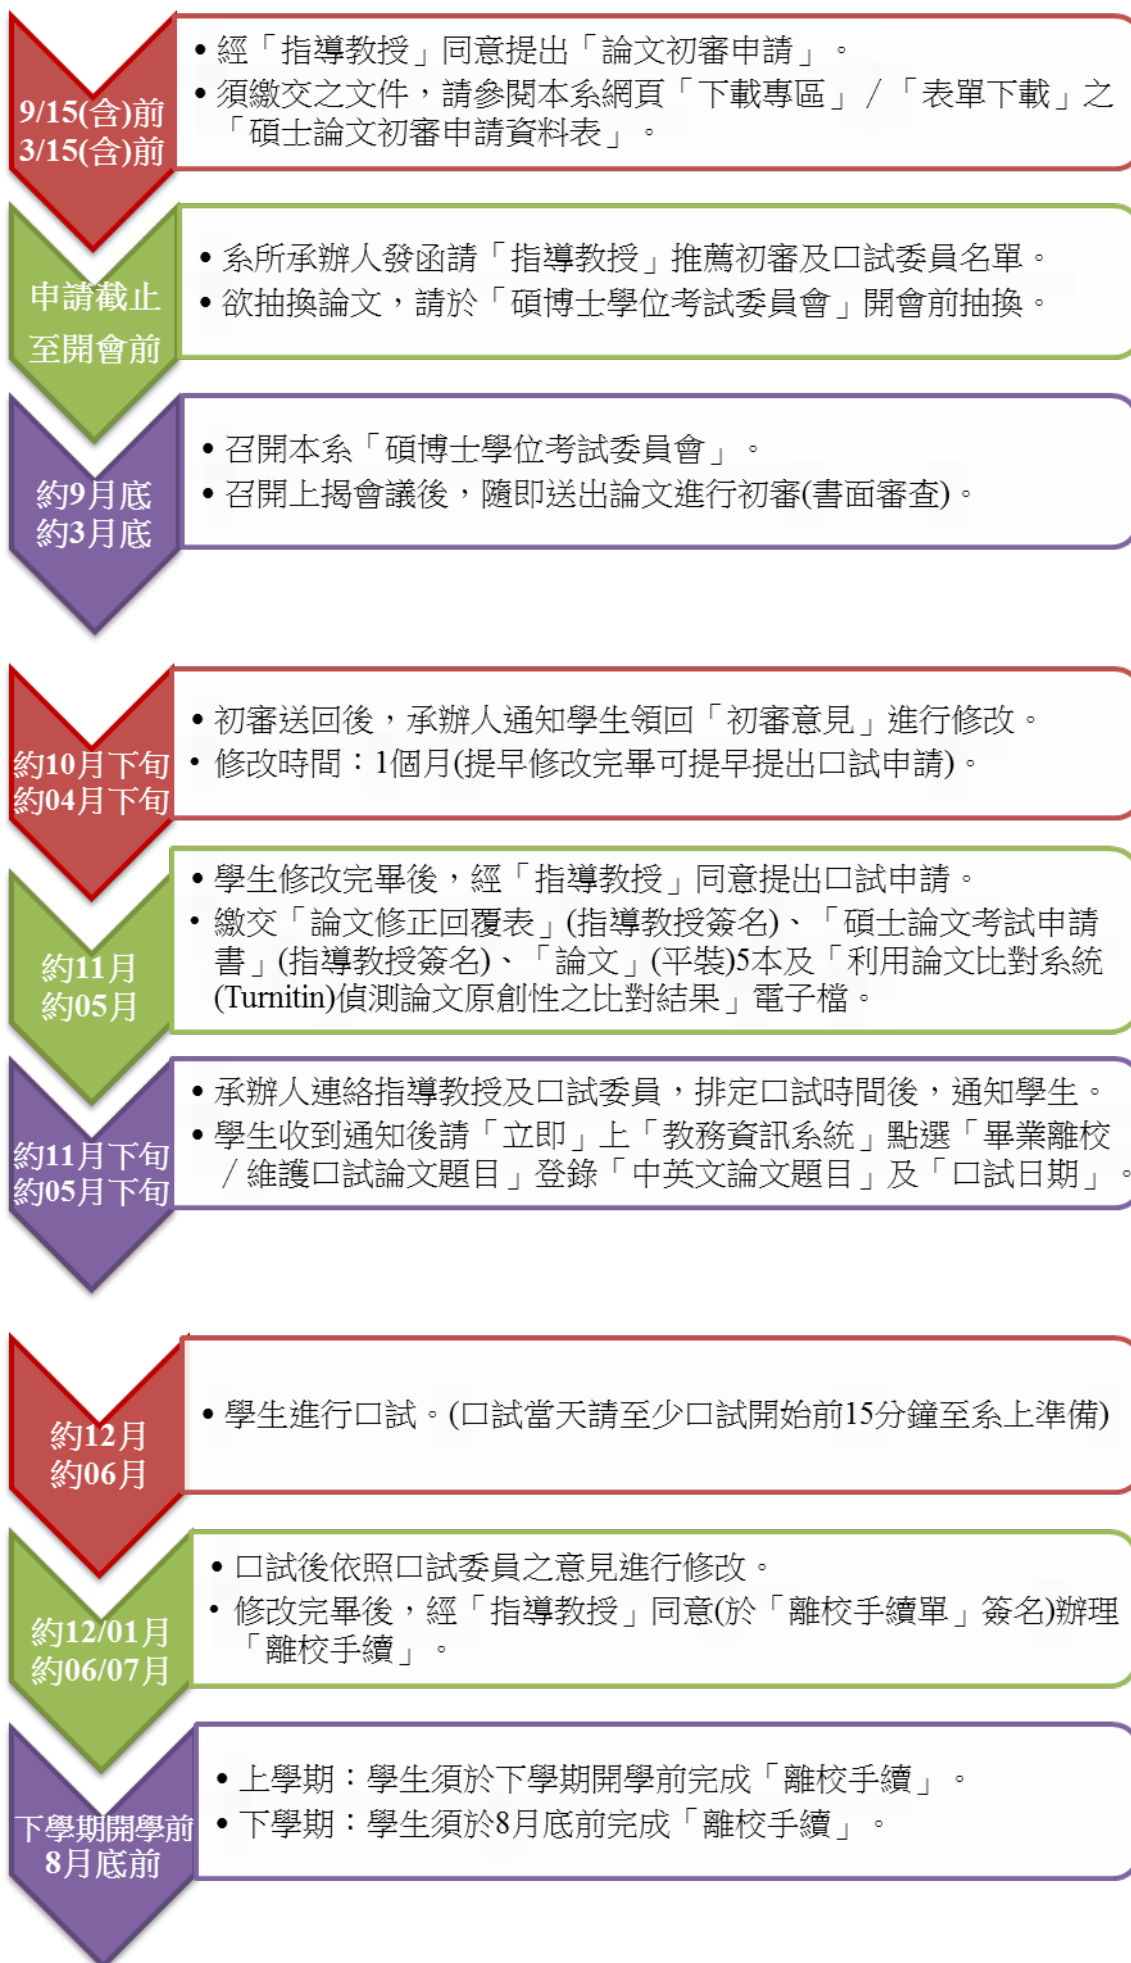 9/15(含)前
3/15(含)前
• 經「指導教授」同意提出「論文初審申請」。
• 須繳交之文件，請參閱本系網頁「下載專區」/「表單下載」之
「碩士論文初審申請資料表」。
申請截止
至開會前
• 系所承辦人發函請「指導教授」推薦初審及口試委員名單。
• 欲抽換論文，請於「碩博士學位考試委員會」開會前抽換。
約9月底
約3月底
• 召開本系「碩博士學位考試委員會」。
• 召開上揭會議後，隨即送出論文進行初審(書面審查)。
約10月下旬
約04月下旬
• 初審送回後，承辦人通知學生領回「初審意見」進行修改。
• 修改時間：1個月(提早修改完畢可提早提出口試申請)。
約11月
約05月
• 學生修改完畢後，經「指導教授」同意提出口試申請。
• 繳交「論文修正回覆表」(指導教授簽名)、「碩士論文考試申請
書」(指導教授簽名)、「論文」(平裝)5本及「利用論文比對系統
(Turnitin)偵測論文原創性之比對結果」電子檔。
約11月下旬
約05月下旬
• 承辦人連絡指導教授及口試委員，排定口試時間後，通知學生。
• 學生收到通知後請「立即」上「教務資訊系統」點選「畢業離校
/維護口試論文題目」登錄「中英文論文題目」及「口試日期」。
約12月
約06月
• 學生進行口試。(口試當天請至少口試開始前15分鐘至系上準備)
約12/01月
約06/07月
• 口試後依照口試委員之意見進行修改。
• 修改完畢後，經「指導教授」同意(於「離校手續單」簽名)辦理
「離校手續」。
下學期開學前
8月底前
• 上學期：學生須於下學期開學前完成「離校手續」。
• 下學期：學生須於8月底前完成「離校手續」。